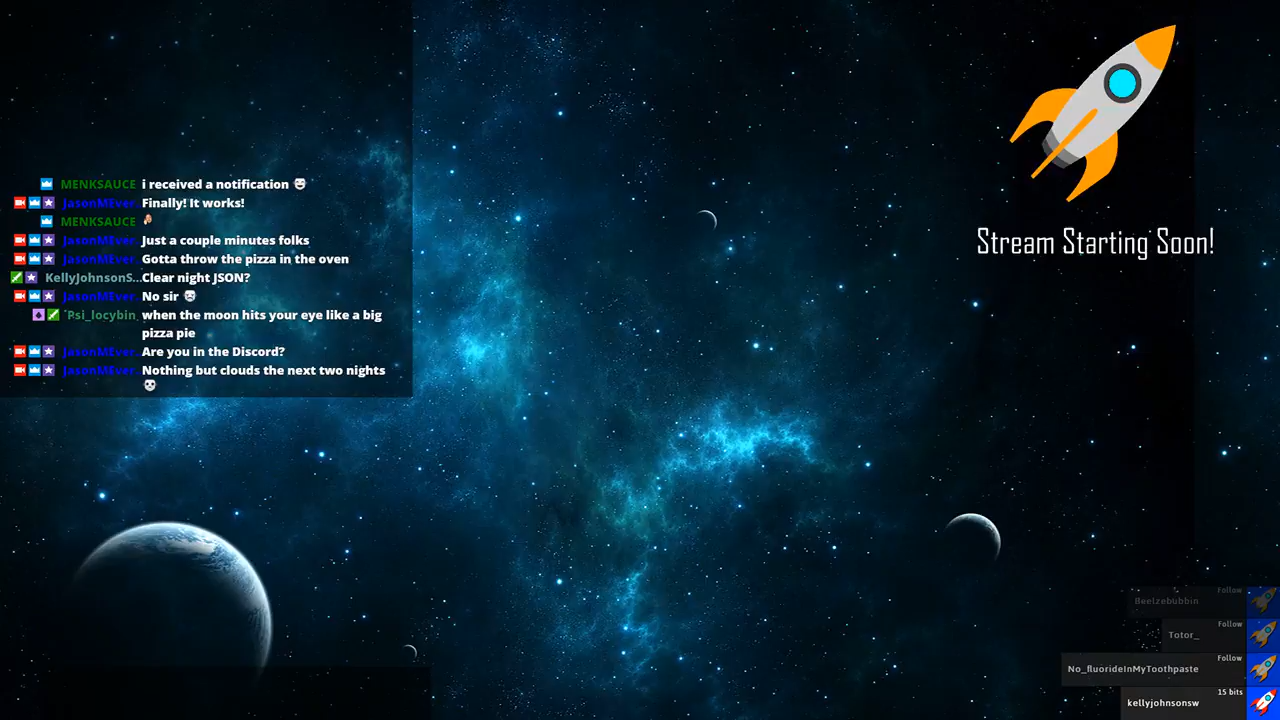 MENKSAUCE i received a notification
JasonMEver.. Finally! It works!
MENKSAUCE
JasonMEver.. Just a couple minutes folks
JasonMEver.. Gotta throw the pizza in the oven
KellyJohnsonS... Clear night JSON?
JasonMEver.. No sir
Psi_locybin_ when the moon hits your eye like a big
pizza pie
JasonMEver.. Are you in the Discord?
JasonMEver.. Nothing but clouds the next two nights
Stream Starting Soon!
Follow
Beelzebubbin
Follow
Totor_
Follow
No_fluorideInMyToothpaste
15 bits
kellyjohnsonsw